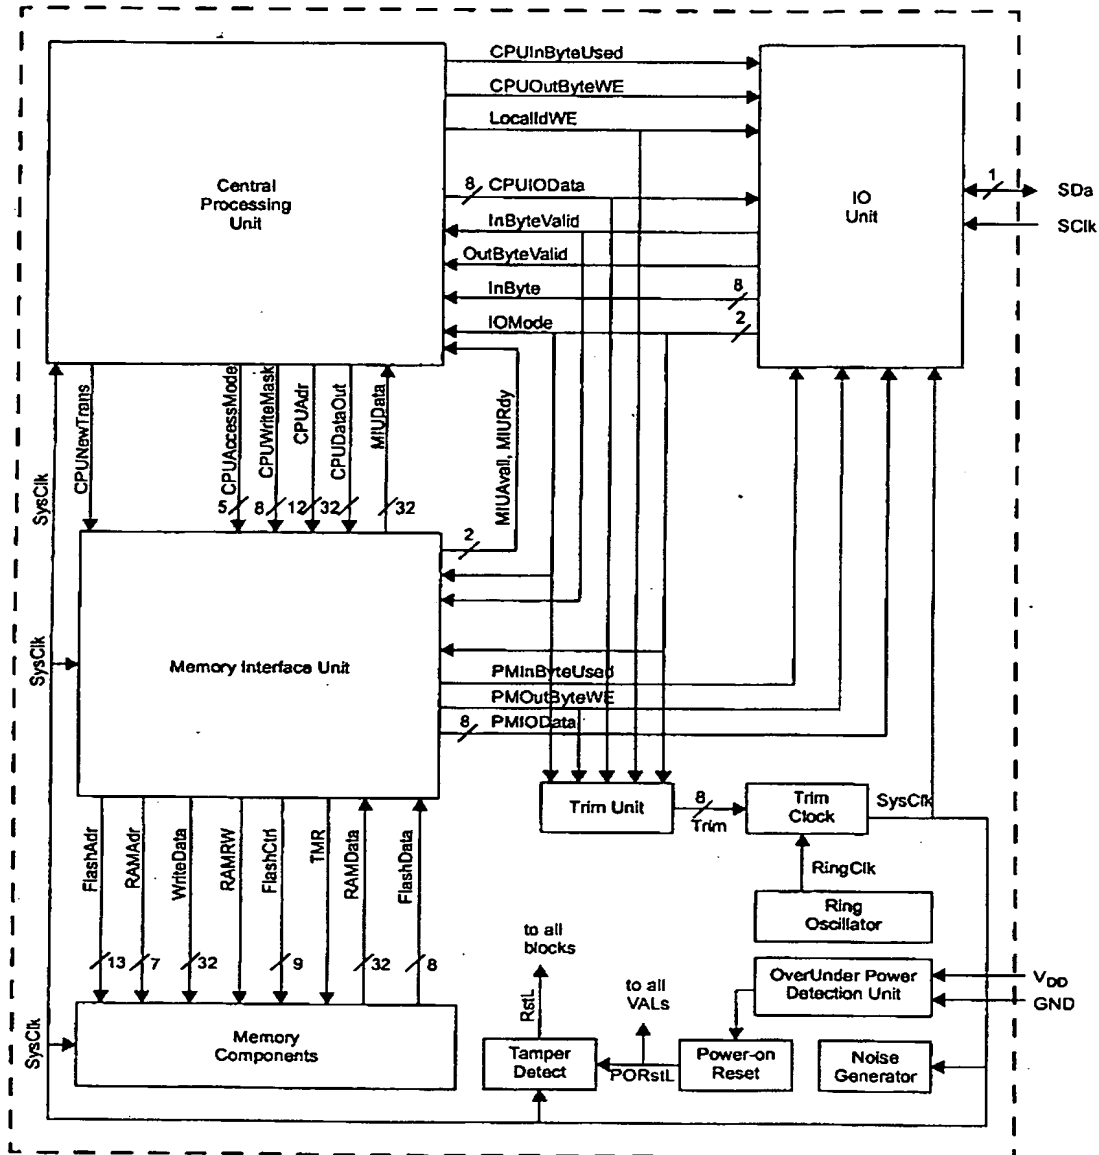 CPUInByteUsed
CPUOutByteWE
LocalIdWE
8
CPUIOData
InByteValid
OutByteValid
InByte
8
IOMode
2
Central
Processing
Unit
IO
Unit
1
SDa
SClk
SysClk
CPUNewTrans
CPUAccessMode
CPUWriteMask
CPUAdr
CPUDataOut
MIUData
MIUAvail, MIURdy
5
8
12
32
32
2
SysClk
Memory Interface Unit
PMInByteUsed
PMOutByteWE
8
PMIOData
Trim Unit
8
Trim
Trim
Clock
SysClk
RingClk
Ring
Oscillator
FlashAdr
RAMAdr
WriteData
RAMRW
FlashCtrl
TMR
RAMData
FlashData
13
7
32
9
32
8
to all
blocks
RstL
to all
VALs
OverUnder Power
Detection Unit
VDD
GND
SysClk
Memory
Components
Tamper
Detect
PORstL
Power-on
Reset
Noise
Generator